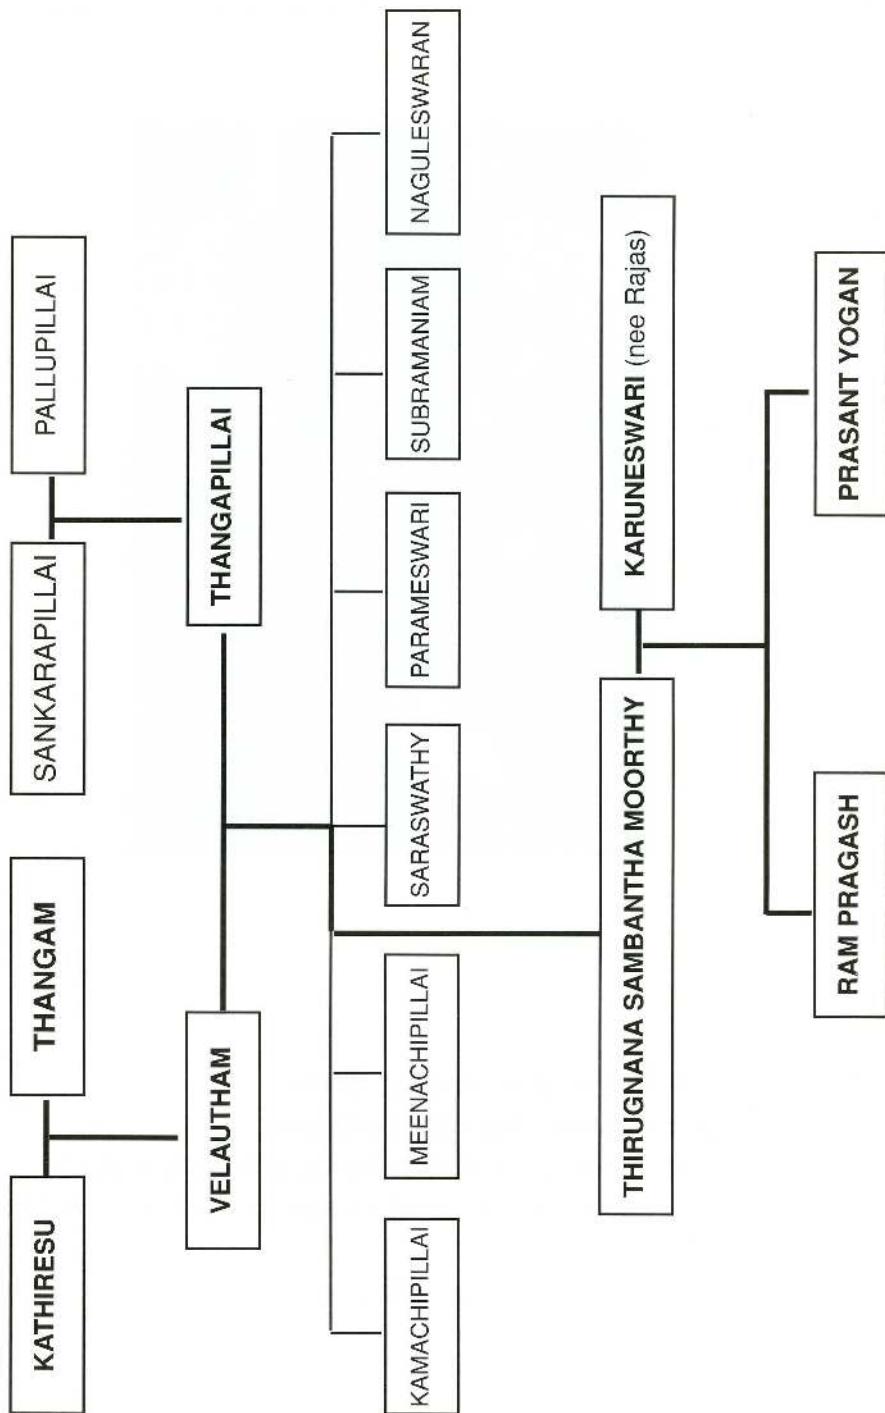 KATHIRESU
THANGAM
SANKARAPILLAI
PALLUPILLAI
VELAUTHAM
THANGAPILLAI
KAMACHIPILLAI
MEENACHIPILLAI
SARASWATHY
PARAMESWARI
SUBRAMANIAM
NAGULESWARAN
THIRUGNANA SAMBANTHA MOORTHY
KARUNESWARI (nee Rajas)
RAM PRAGASH
PRASANT YOGAN